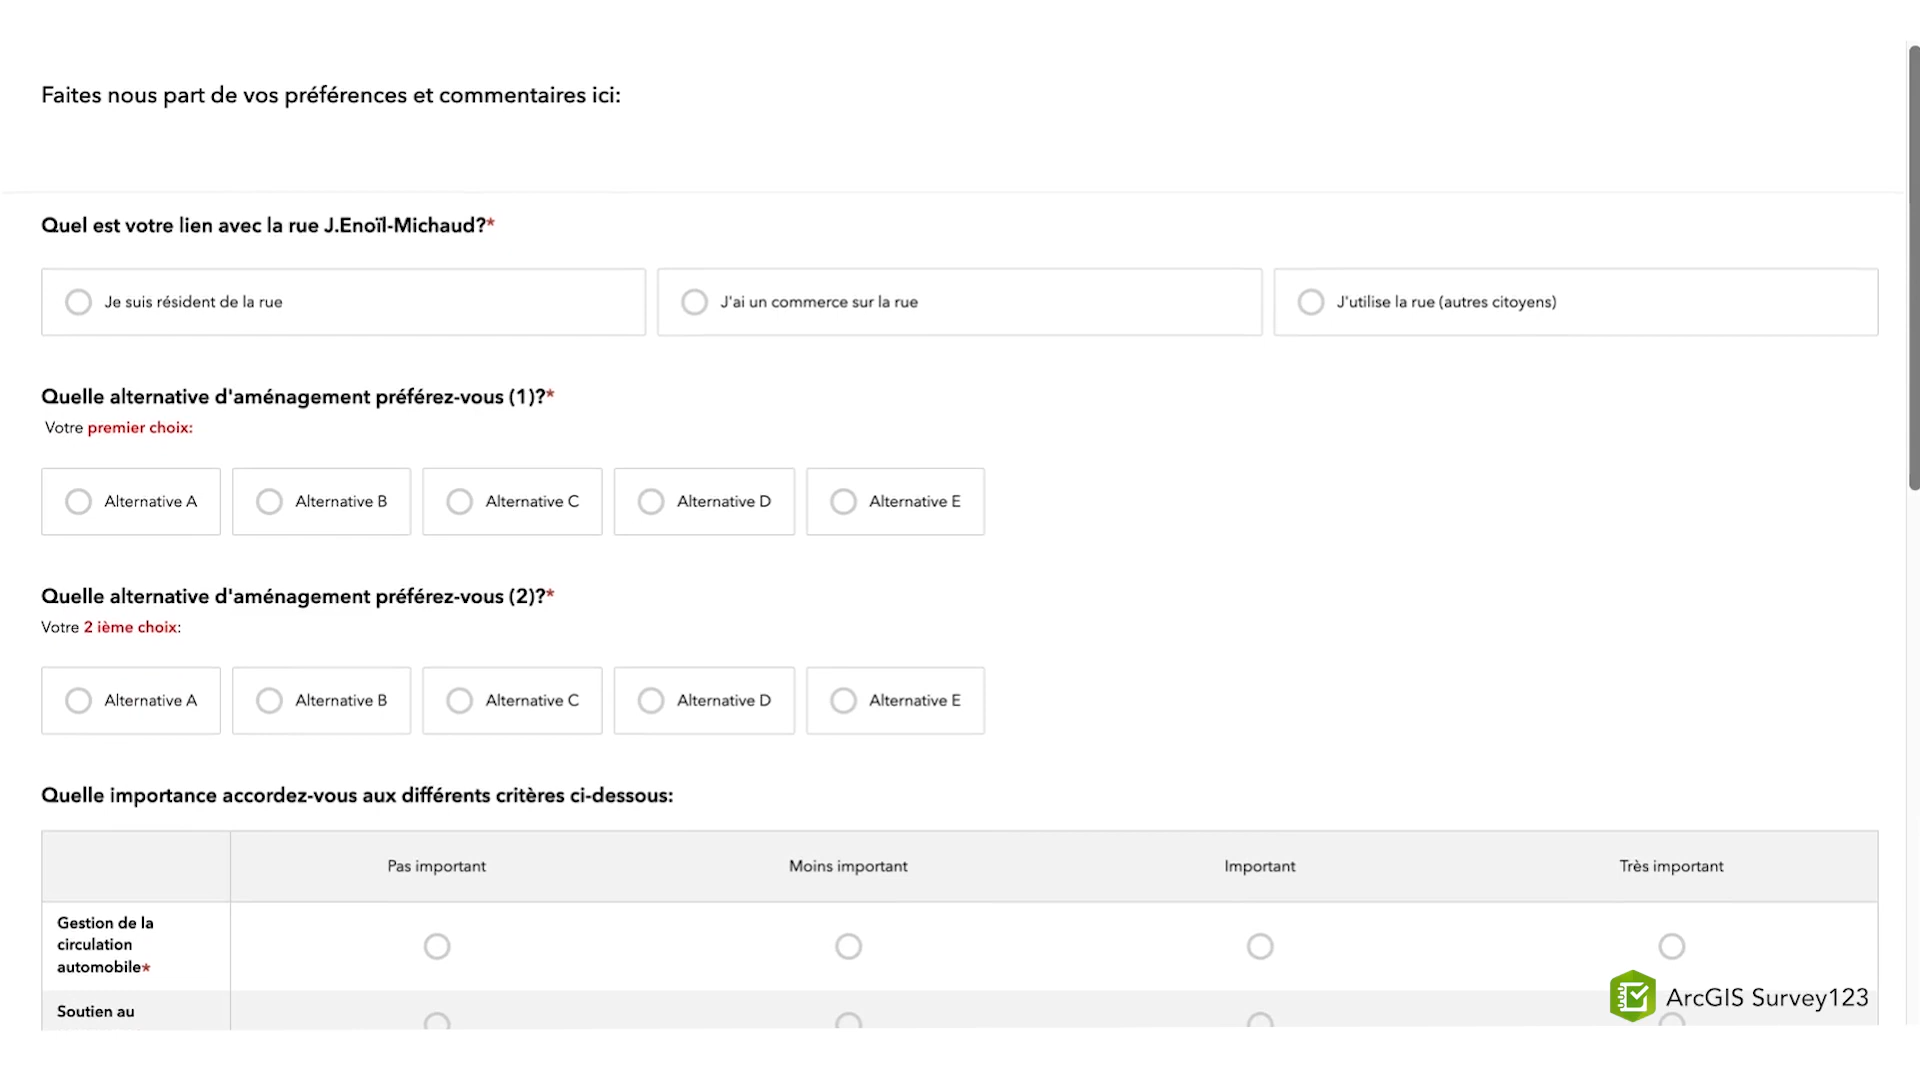 Faites nous part de vos préférences et commentaires ici:
Quel est votre lien avec la rue J.Enoïl-Michaud?*
Je suis résident de la rue
J'ai un commerce sur la rue
J'utilise la rue (autres citoyens)
Quelle alternative d'aménagement préférez-vous (1)?*
Votre premier choix:
Alternative A
Alternative B
Alternative C
Alternative D
Alternative E
Quelle alternative d'aménagement préférez-vous (2)?*
Votre 2 ième choix:
Alternative A
Alternative B
Alternative C
Alternative D
Alternative E
Quelle importance accordez-vous aux différents critères ci-dessous:
Pas important
Moins important
Important
Très important
Gestion de la
circulation
automobile*
Soutien au
ArcGIS Survey123